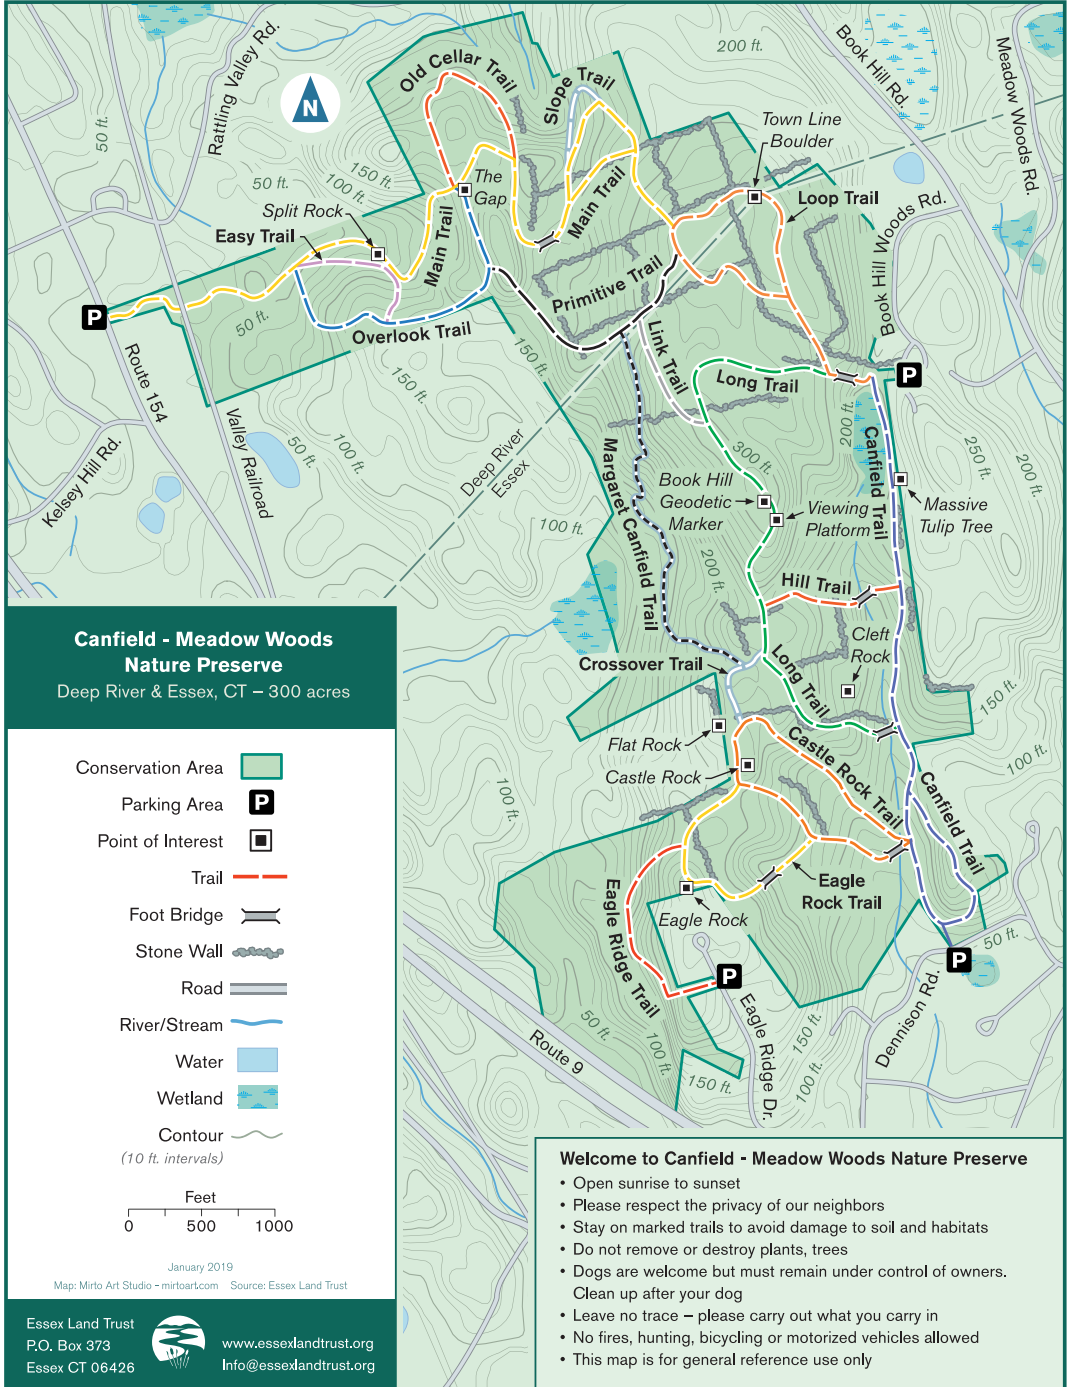 Rattling Valley Rd.
Book Hill Rd.
Meadow Woods Rd.
200 ft.
50 ft.
N
Old Cellar Trail
Slope Trail
Town Line
Boulder
150 ft.
100 ft.
50 ft.
The
Gap
Split Rock
Easy Trail
Main Trail
Main Trail
Loop Trail
Book Hill Woods Rd.
Primitive Trail
P
50 ft.
Overlook Trail
Link Trail
Route 154
150 ft.
150 ft.
Long Trail
P
Valley Railroad
Kelsey Hill Rd.
50 ft.
100 ft.
Deep River
Essex
200 ft.
Canfield Trail
250 ft.
200 ft.
300 ft.
Margaret Canfield Trail
Book Hill
Geodetic
Marker
Viewing
Platform
Massive
Tulip Tree
100 ft.
200 ft.
Hill Trail
Cleft
Rock
Crossover Trail
Long Trail
150 ft.
Flat Rock
Castle Rock
Castle Rock Trail
100 ft.
100 ft.
Canfield Trail
Eagle
Rock Trail
Eagle Ridge Trail
Eagle Rock
50 ft.
P
P
Dennison Rd.
Eagle Ridge Dr.
Route 9
50 ft.
100 ft.
150 ft.
150 ft.
100 ft.
Canfield - Meadow Woods
Nature Preserve
Deep River & Essex, CT – 300 acres
Conservation Area
Parking Area P
Point of Interest
Trail
Foot Bridge
Stone Wall
Road
River/Stream
Water
Wetland
Contour
(10 ft. intervals)
Feet
0 500 1000
January 2019
Map: Mirto Art Studio - mirtoart.com Source: Essex Land Trust
Essex Land Trust
P.O. Box 373
Essex CT 06426
www.essexlandtrust.org
Info@essexlandtrust.org
Welcome to Canfield - Meadow Woods Nature Preserve
• Open sunrise to sunset
• Please respect the privacy of our neighbors
• Stay on marked trails to avoid damage to soil and habitats
• Do not remove or destroy plants, trees
• Dogs are welcome but must remain under control of owners.
Clean up after your dog
• Leave no trace – please carry out what you carry in
• No fires, hunting, bicycling or motorized vehicles allowed
• This map is for general reference use only